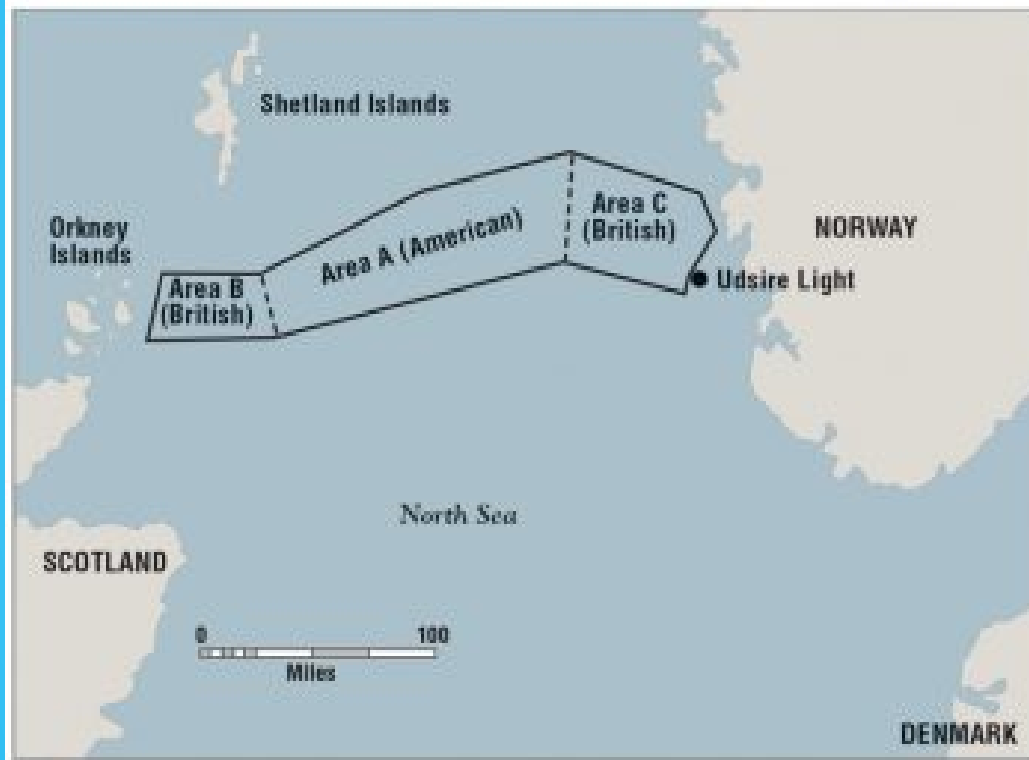 Shetland Islands
Orkney
Islands
Area C
(British)
NORWAY
Area A (American)
Area B
(British)
Udsire Light
North Sea
SCOTLAND
0 100
Miles
DENMARK